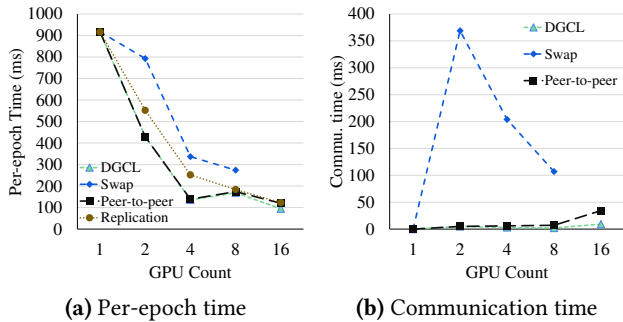 1000
900
800
700
600
500
400
300
200
100
0
Per-epoch Time (ms)
DGCL
Swap
Peer-to-peer
Replication
1 2 4 8 16
GPU Count
(a) Per-epoch time
400
350
300
250
200
150
100
50
0
Commu. time (ms)
DGCL
Swap
Peer-to-peer
1 2 4 8 16
GPU Count
(b) Communication time